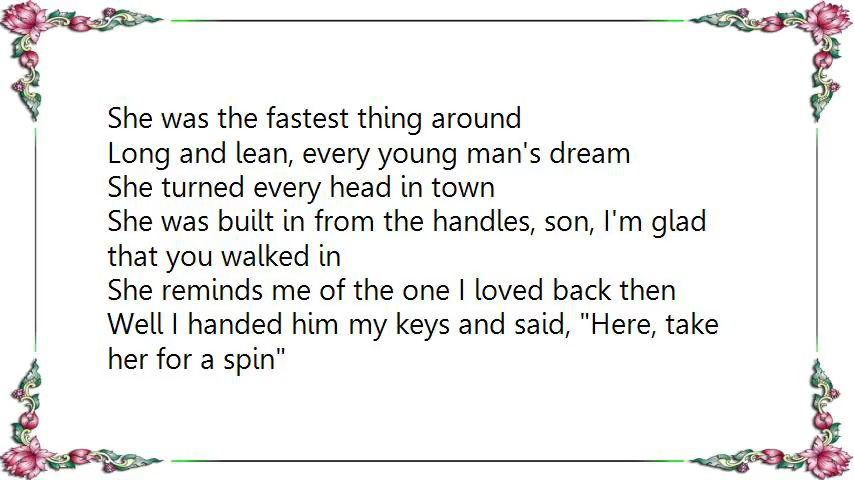 She was the fastest thing around
Long and lean, every young man's dream
She turned every head in town
She was built in from the handles, son, I'm glad
that you walked in
She reminds me of the one I loved back then
Well I handed him my keys and said, "Here, take
her for a spin"